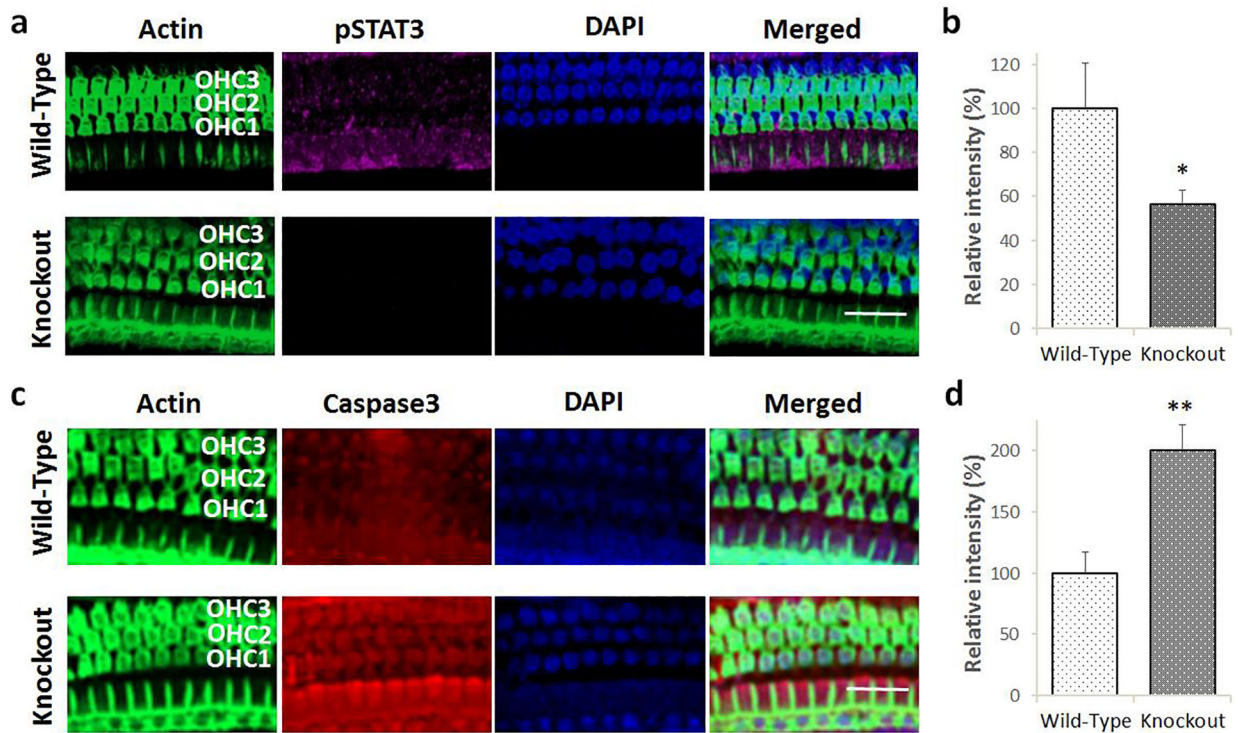 a
Actin pSTAT3 DAPI Merged
Wild-Type
OHC3
OHC2
OHC1
Knockout
OHC3
OHC2
OHC1
b
Relative intensity (%)
120
100
80
60
40
20
0
*
Wild-Type Knockout
c
Actin Caspase3 DAPI Merged
Wild-Type
OHC3
OHC2
OHC1
Knockout
OHC3
OHC2
OHC1
d
Relative intensity (%)
200
150
100
50
0
**
Wild-Type Knockout